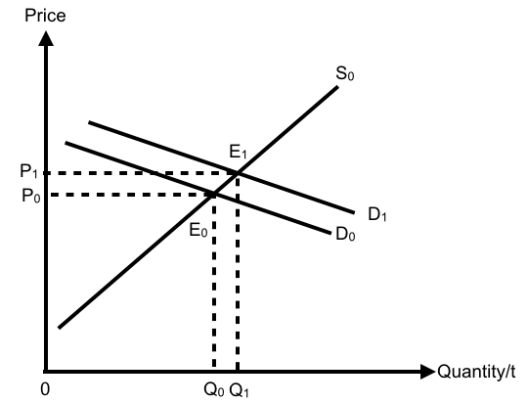 Price
S₀
E₁
P₁
P₀
D₁
E₀
D₀
Quantity/t
0
Q₀ Q₁